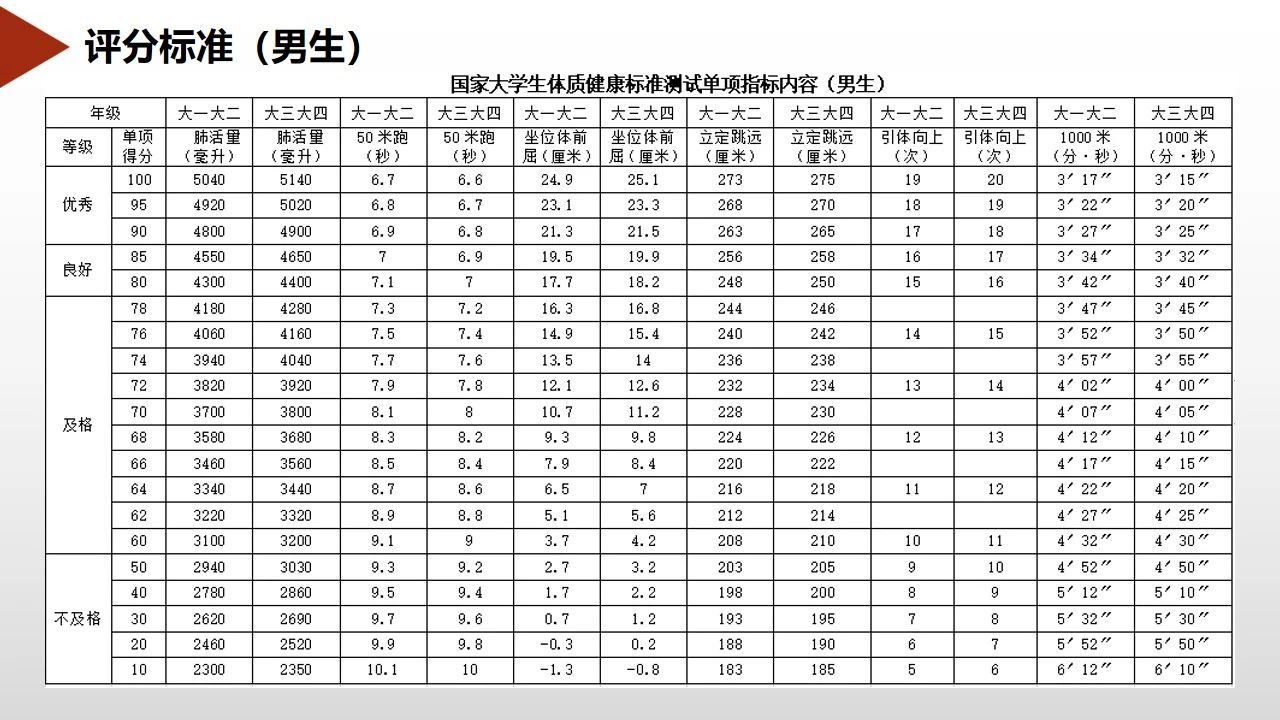 评分标准（男生）
国家大学生体质健康标准测试单项指标内容（男生）
年级 大一大二 大三大四 大一大二 大三大四 大一大二 大三大四 大一大二 大三大四 大一大二 大三大四 大一大二 大三大四
等级 单项得分 肺活量（毫升） 肺活量（毫升） 50米跑（秒） 50米跑（秒） 坐位体前屈（厘米） 坐位体前屈（厘米） 立定跳远（厘米） 立定跳远（厘米） 引体向上（次） 引体向上（次） 1000米（分·秒） 1000米（分·秒）
优秀 100 5040 5140 6.7 6.6 24.9 25.1 273 275 19 20 3′17″ 3′15″
95 4920 5020 6.8 6.7 23.1 23.3 268 270 18 19 3′22″ 3′20″
90 4800 4900 6.9 6.8 21.3 21.5 263 265 17 18 3′27″ 3′25″
良好 85 4550 4650 7 6.9 19.5 19.9 256 258 16 17 3′34″ 3′32″
80 4300 4400 7.1 7 17.7 18.2 248 250 15 16 3′42″ 3′40″
及格 78 4180 4280 7.3 7.2 16.3 16.8 244 246 3′47″ 3′45″
76 4060 4160 7.5 7.4 14.9 15.4 240 242 14 15 3′52″ 3′50″
74 3940 4040 7.7 7.6 13.5 14 236 238 3′57″ 3′55″
72 3820 3920 7.9 7.8 12.1 12.6 232 234 13 14 4′02″ 4′00″
70 3700 3800 8.1 8 10.7 11.2 228 230 4′07″ 4′05″
68 3580 3680 8.3 8.2 9.3 9.8 224 226 12 13 4′12″ 4′10″
66 3460 3560 8.5 8.4 7.9 8.4 220 222 4′17″ 4′15″
64 3340 3440 8.7 8.6 6.5 7 216 218 11 12 4′22″ 4′20″
62 3220 3320 8.9 8.8 5.1 5.6 212 214 4′27″ 4′25″
60 3100 3200 9.1 9 3.7 4.2 208 210 10 11 4′32″ 4′30″
不及格 50 2940 3030 9.3 9.2 2.7 3.2 203 205 9 10 4′52″ 4′50″
40 2780 2860 9.5 9.4 1.7 2.2 198 200 8 9 5′12″ 5′10″
30 2620 2690 9.7 9.6 0.7 1.2 193 195 7 8 5′32″ 5′30″
20 2460 2520 9.9 9.8 -0.3 0.2 188 190 6 7 5′52″ 5′50″
10 2300 2350 10.1 10 -1.3 -0.8 183 185 5 6 6′12″ 6′10″